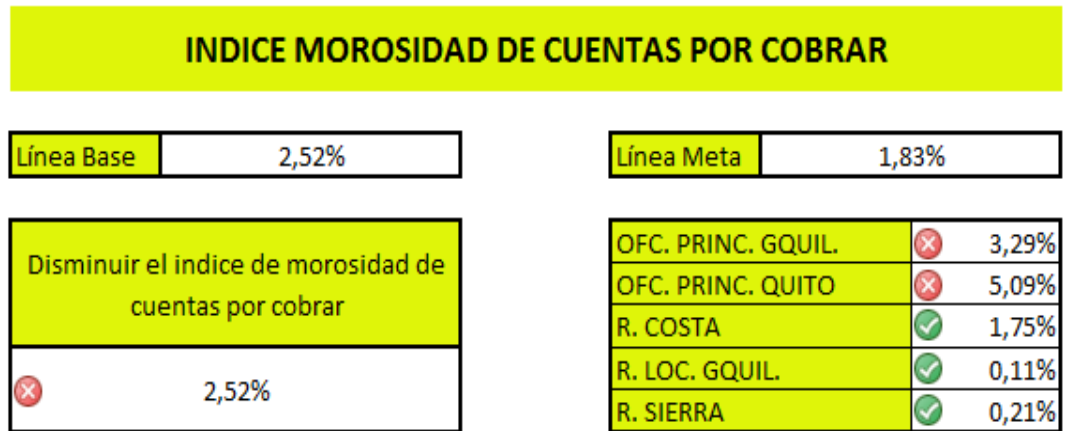 INDICE MOROSIDAD DE CUENTAS POR COBRAR
Línea Base 2,52%
Línea Meta 1,83%
Disminuir el indice de morosidad de
cuentas por cobrar
2,52%
OFC. PRINC. GQUIL. 3,29%
OFC. PRINC. QUITO 5,09%
R. COSTA 1,75%
R. LOC. GQUIL. 0,11%
R. SIERRA 0,21%